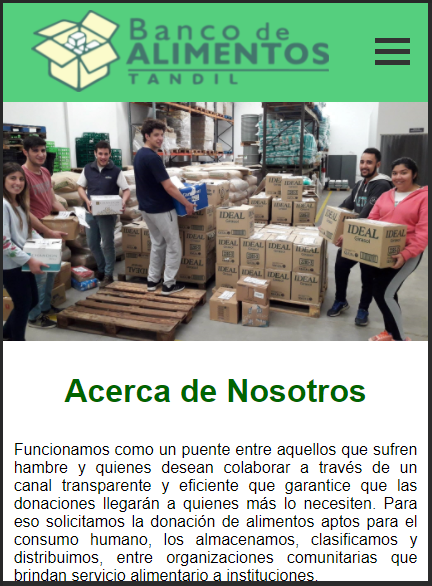 Banco de
ALIMENTOS
TANDIL
IDEAL
IDEAL
IDEAL
IDEAL
IDEAL
IDEAL
Acerca de Nosotros
Funcionamos como un puente entre aquellos que sufren
hambre y quienes desean colaborar a través de un
canal transparente y eficiente que garantice que las
donaciones llegarán a quienes más lo necesiten. Para
eso solicitamos la donación de alimentos aptos para el
consumo humano, los almacenamos, clasificamos y
distribuimos, entre organizaciones comunitarias que
brindan servicio alimentario a instituciones.